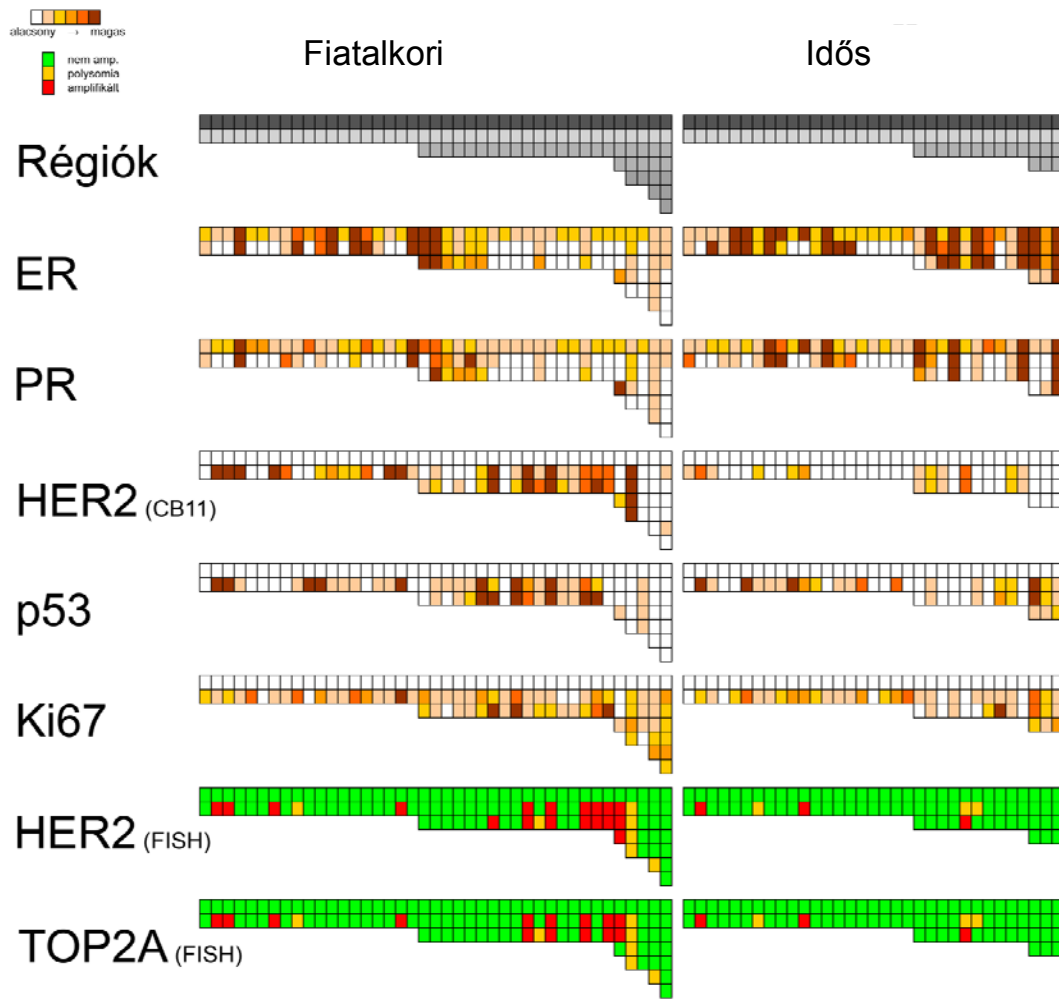 alacsony → magas
nem amp.
polysomia
amplifikált
Fiatalkori
Idős
Régiók
ER
PR
HER2 (CB11)
p53
Ki67
HER2 (FISH)
TOP2A (FISH)